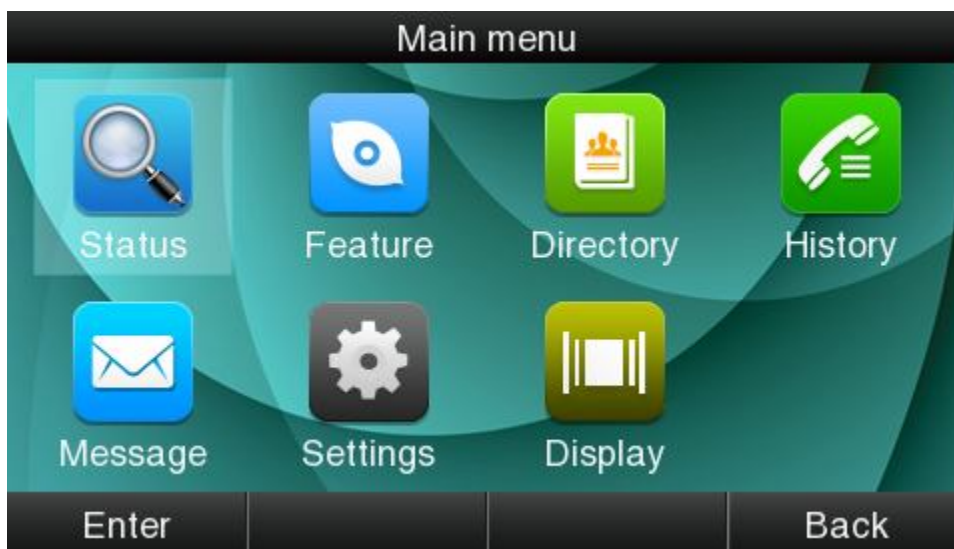 Main menu
Status Feature Directory History
Message Settings Display
Enter Back